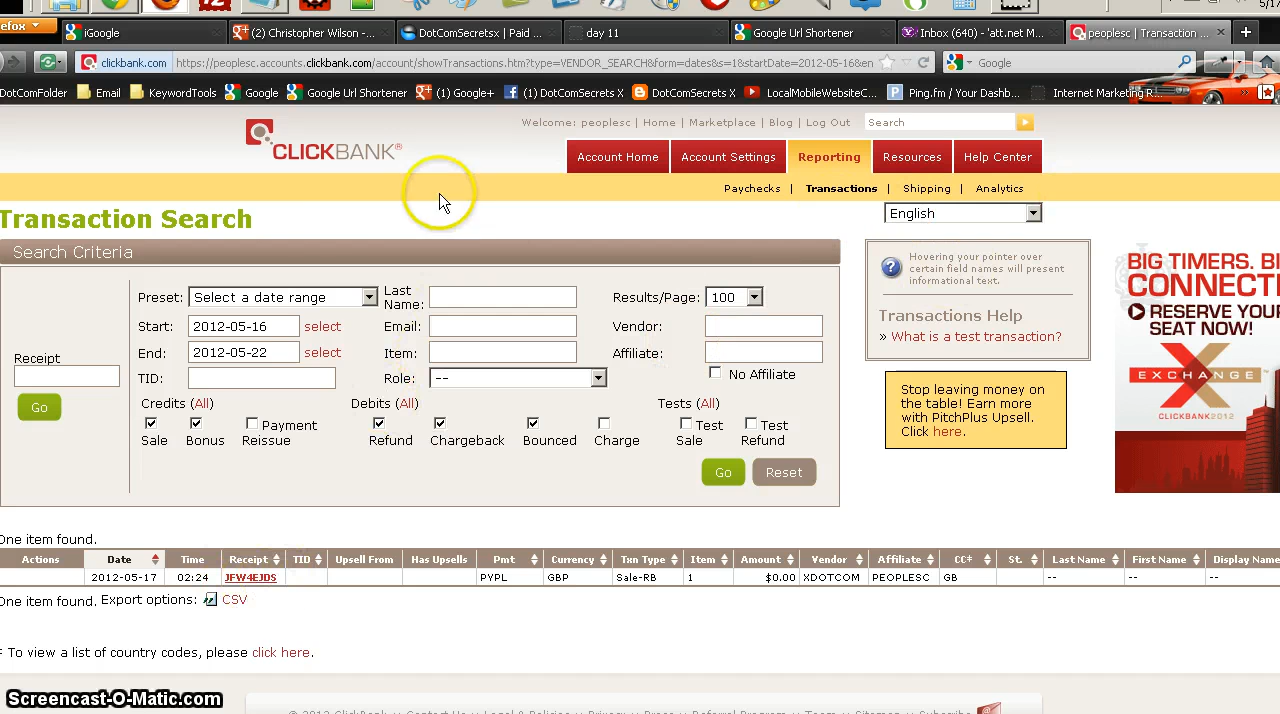 5/17
efox
iGoogle
(2) Christopher Wilson - ...
DotComSecretsx | Paid ...
day 11
Google Url Shortener
Inbox (640) - 'att.net M...
peoplesc | Transaction ...
clickbank.com
clickbank.com/account/showTransaction.htm?key=VENDOR_SEARCH&form=dates=1&startDate=2012-05-16&en
Google
DotComFolder
Email
KeywordTools
Google
Google Url Shortener
(1) Google+
(1) DotComSecrets X
DotComSecrets X
LocalMobileWebsiteC...
Ping.fm / Your Dashb...
Internet Marketing R...
CLICKBANK®
Welcome: peoplesc | Home | Marketplace | Blog | Log Out
Search
Account Home
Account Settings
Reporting
Resources
Help Center
Paychecks | Transactions | Shipping | Analytics
English
Transaction Search
Search Criteria
Receipt
Go
Preset: Select a date range
Start: 2012-05-16 select
End: 2012-05-22 select
TID:
Last Name:
Email:
Item:
Role: --
Results/Page: 100
Vendor:
Affiliate:
No Affiliate
Credits (All)
Sale
Bonus
Payment Reissue
Debits (All)
Refund
Chargeback
Bounced
Charge
Tests (All)
Test Sale
Test Refund
Go
Reset
Hovering your pointer over
certain field names will present
informational text.
Transactions Help
» What is a test transaction?
Stop leaving money on
the table! Earn more
with PitchPlus Upsell.
Click here.
BIG TIMERS. BI
CONNECTI
RESERVE YOUR
SEAT NOW!
EXCHANGE
CLICKBANK2012
One item found.
Actions Date Time Receipt TID Upsell From Has Upsells Pmt Currency Txn Type Item Amount Vendor Affiliate CC‡ St. Last Name First Name Display Name
2012-05-17 02:24 JFW4EJDS PYPL GBP Sale-RB 1 $0.00 XDOTCOM PEOPLESC GB -- -- --
One item found. Export options: CSV
‡ To view a list of country codes, please click here.
© 2012 ClickBank
Screencast-O-Matic.com